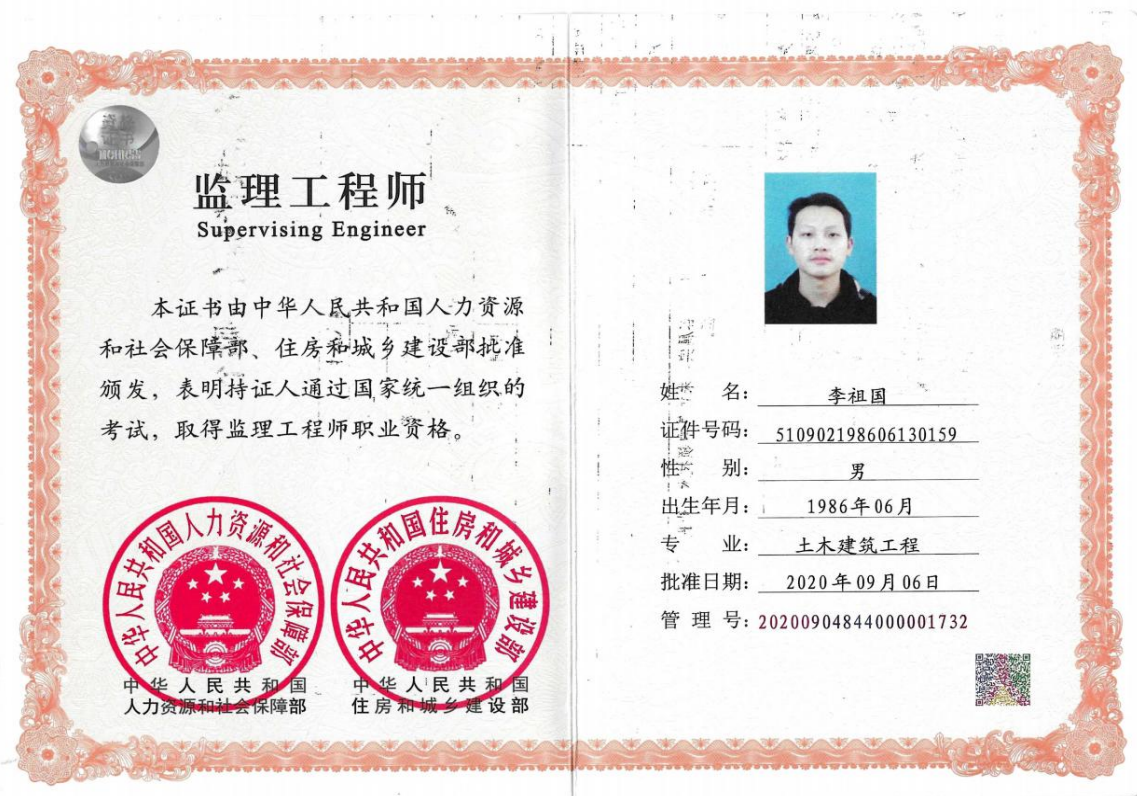 监理工程师
Supervising Engineer
本证书由中华人民共和国人力资源
和社会保障部、住房和城乡建设部批准
颁发，表明持证人通过国家统一组织的
考试，取得监理工程师职业资格。
中华人民共和国人力资源和社会保障部
中华人民共和国住房和城乡建设部
中华人民共和国
人力资源和社会保障部
中华人民共和国
住房和城乡建设部
姓名：李祖国
证件号码：510902198606130159
性别：男
出生年月：1986年06月
专业：土木建筑工程
批准日期：2020年09月06日
管理号：20200904844000001732